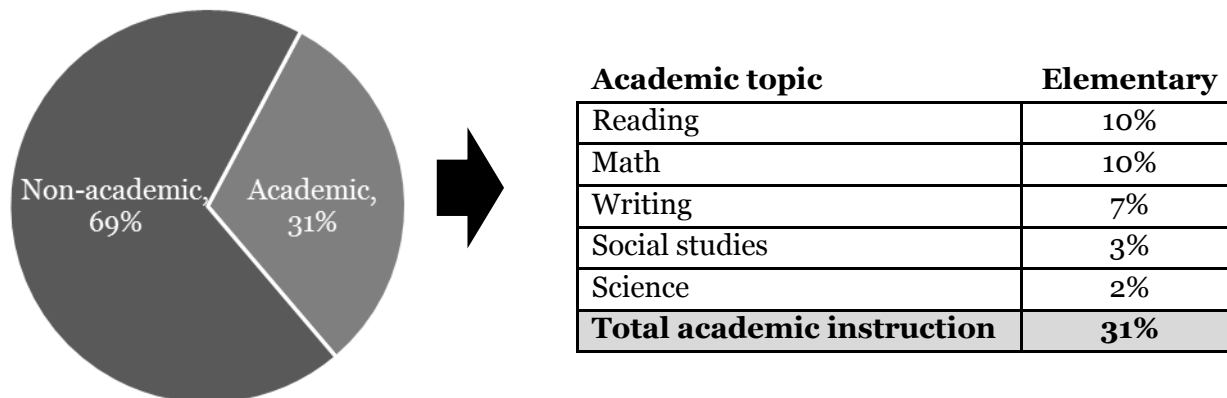 Non-academic,
69%
Academic,
31%
Academic topic Elementary
Reading 10%
Math 10%
Writing 7%
Social studies 3%
Science 2%
Total academic instruction 31%